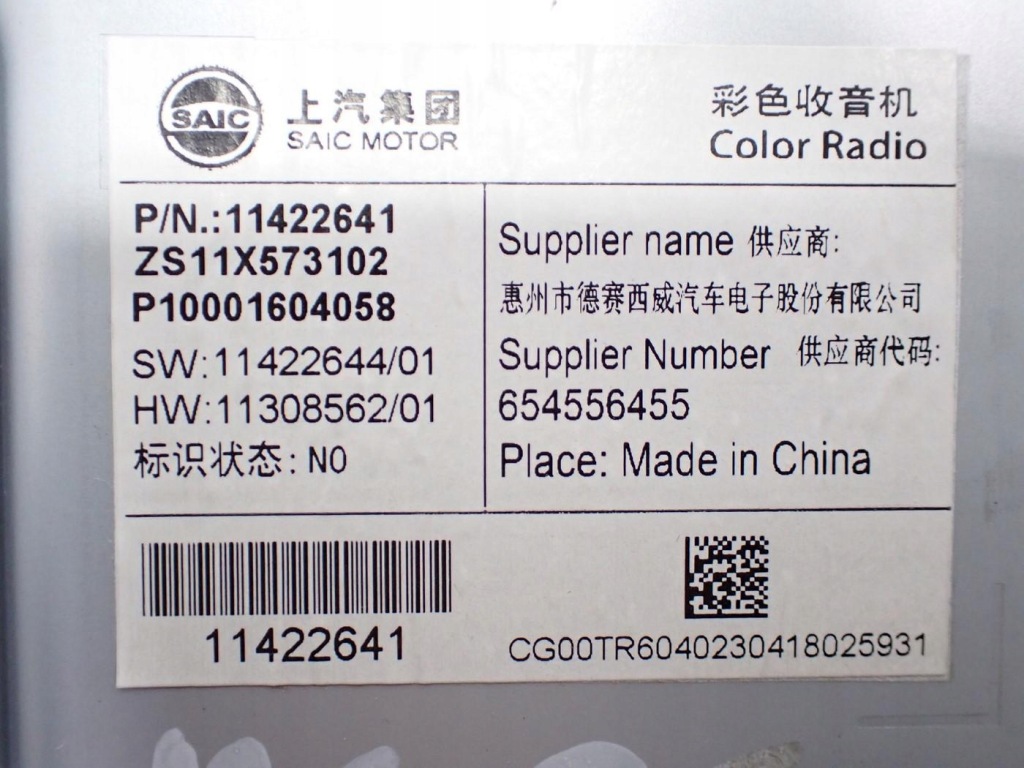 SAIC
上汽集团
SAIC MOTOR
彩色收音机
Color Radio
P/N.:11422641
ZS11X573102
P10001604058
SW:11422644/01
HW:11308562/01
标识状态: N0
Supplier name 供应商:
惠州市德赛西威汽车电子股份有限公司
Supplier Number 供应商代码:
654556455
Place: Made in China
11422641
CG00TR6040230418025931